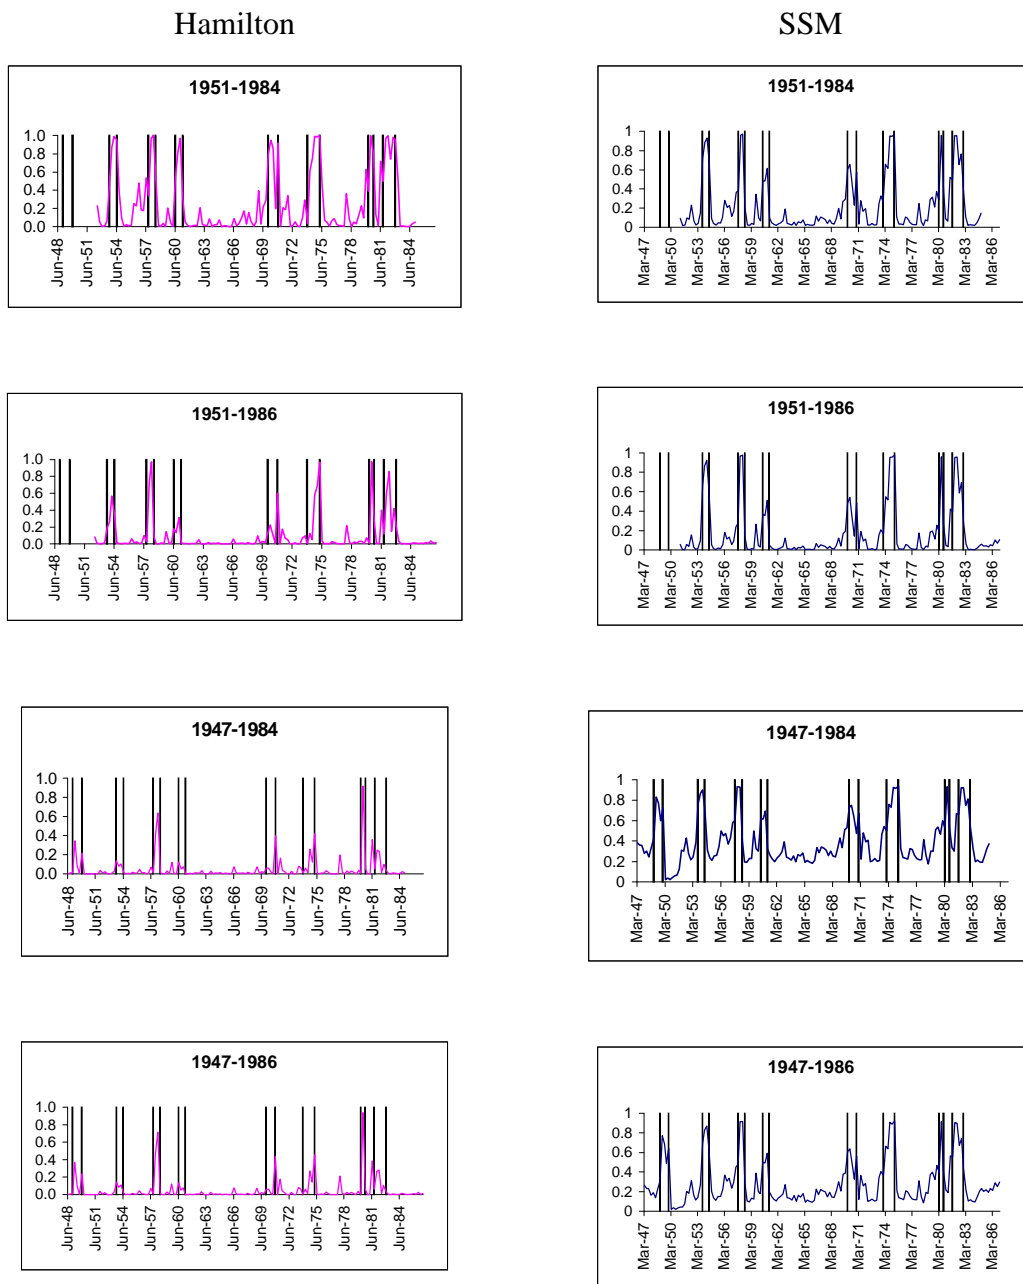 Hamilton
SSM
1951-1984
1.0
0.8
0.6
0.4
0.2
0.0
Jun-48
Jun-51
Jun-54
Jun-57
Jun-60
Jun-63
Jun-66
Jun-69
Jun-72
Jun-75
Jun-78
Jun-81
Jun-84
1951-1984
1
0.8
0.6
0.4
0.2
0
Mar-47
Mar-50
Mar-53
Mar-56
Mar-59
Mar-62
Mar-65
Mar-68
Mar-71
Mar-74
Mar-77
Mar-80
Mar-83
Mar-86
1951-1986
1.0
0.8
0.6
0.4
0.2
0.0
Jun-48
Jun-51
Jun-54
Jun-57
Jun-60
Jun-63
Jun-66
Jun-69
Jun-72
Jun-75
Jun-78
Jun-81
Jun-84
1951-1986
1
0.8
0.6
0.4
0.2
0
Mar-47
Mar-50
Mar-53
Mar-56
Mar-59
Mar-62
Mar-65
Mar-68
Mar-71
Mar-74
Mar-77
Mar-80
Mar-83
Mar-86
1947-1984
1.0
0.8
0.6
0.4
0.2
0.0
Jun-48
Jun-51
Jun-54
Jun-57
Jun-60
Jun-63
Jun-66
Jun-69
Jun-72
Jun-75
Jun-78
Jun-81
Jun-84
1947-1984
1
0.8
0.6
0.4
0.2
0
Mar-47
Mar-50
Mar-53
Mar-56
Mar-59
Mar-62
Mar-65
Mar-68
Mar-71
Mar-74
Mar-77
Mar-80
Mar-83
Mar-86
1947-1986
1.0
0.8
0.6
0.4
0.2
0.0
Jun-48
Jun-51
Jun-54
Jun-57
Jun-60
Jun-63
Jun-66
Jun-69
Jun-72
Jun-75
Jun-78
Jun-81
Jun-84
1947-1986
1
0.8
0.6
0.4
0.2
0
Mar-47
Mar-50
Mar-53
Mar-56
Mar-59
Mar-62
Mar-65
Mar-68
Mar-71
Mar-74
Mar-77
Mar-80
Mar-83
Mar-86